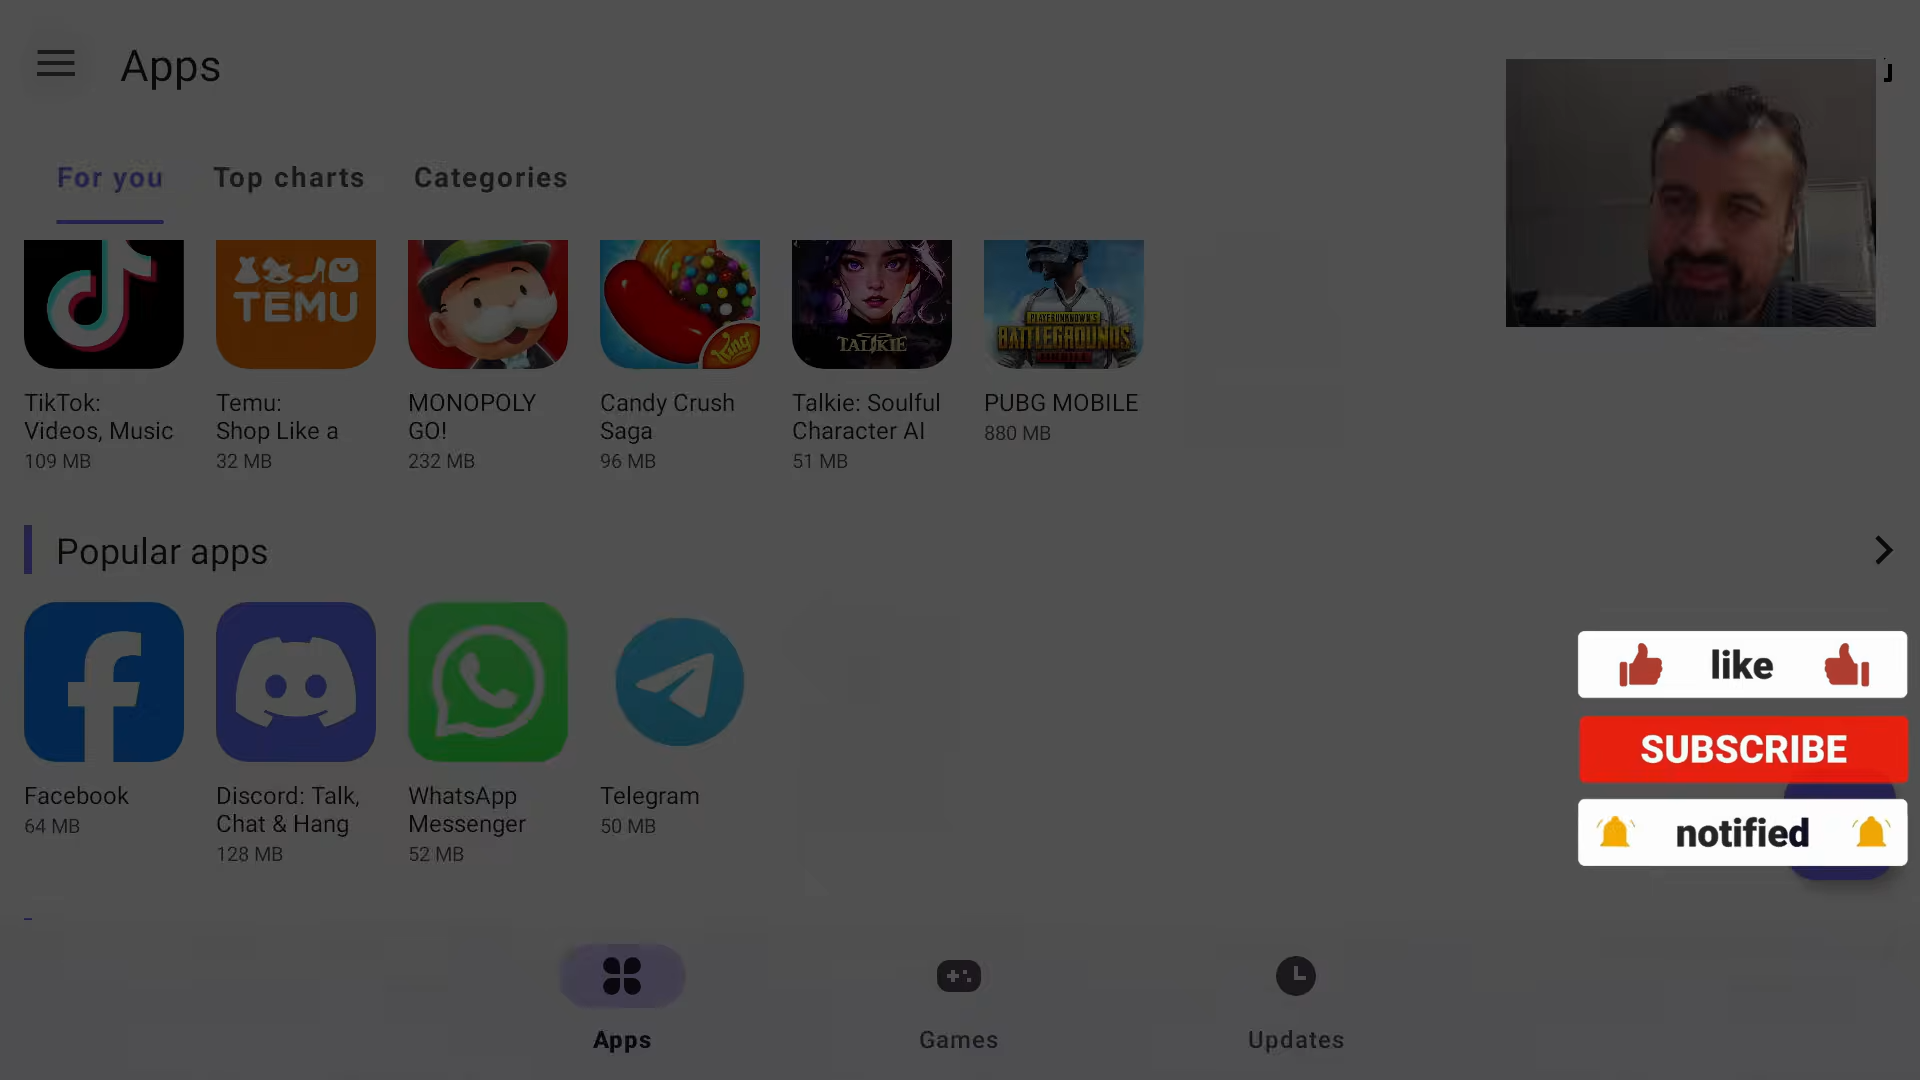 Apps
For you
Top charts
Categories
TEMU
King
TALKIE
PLAYERUNKNOWN'S
BATTLEGROUNDS
TikTok:
Videos, Music
109 MB
Temu:
Shop Like a
32 MB
MONOPOLY
GO!
232 MB
Candy Crush
Saga
96 MB
Talkie: Soulful
Character AI
51 MB
PUBG MOBILE
880 MB
Popular apps
Facebook
64 MB
Discord: Talk,
Chat & Hang
128 MB
WhatsApp
Messenger
52 MB
Telegram
50 MB
like
SUBSCRIBE
notified
Apps
Games
Updates